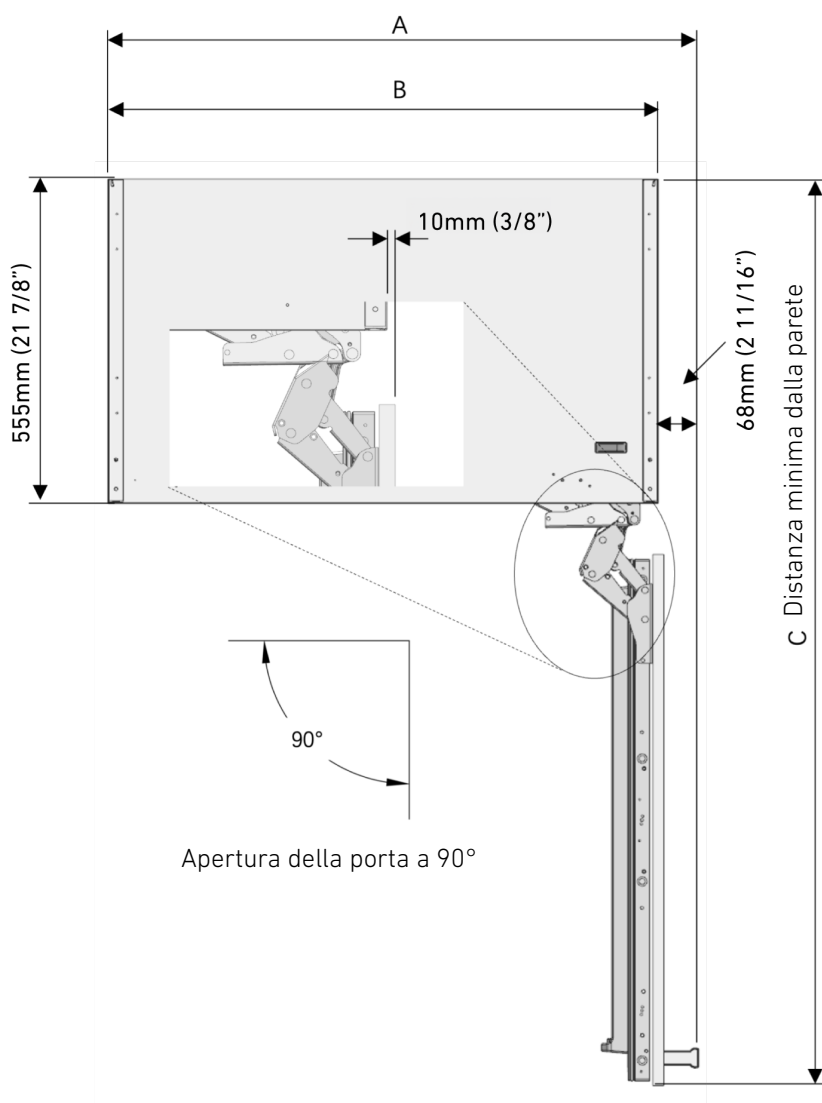 A
B
10mm (3/8”)
555mm (21 7/8”)
68mm (2 11/16”)
C Distanza minima dalla parete
90°
Apertura della porta a 90°